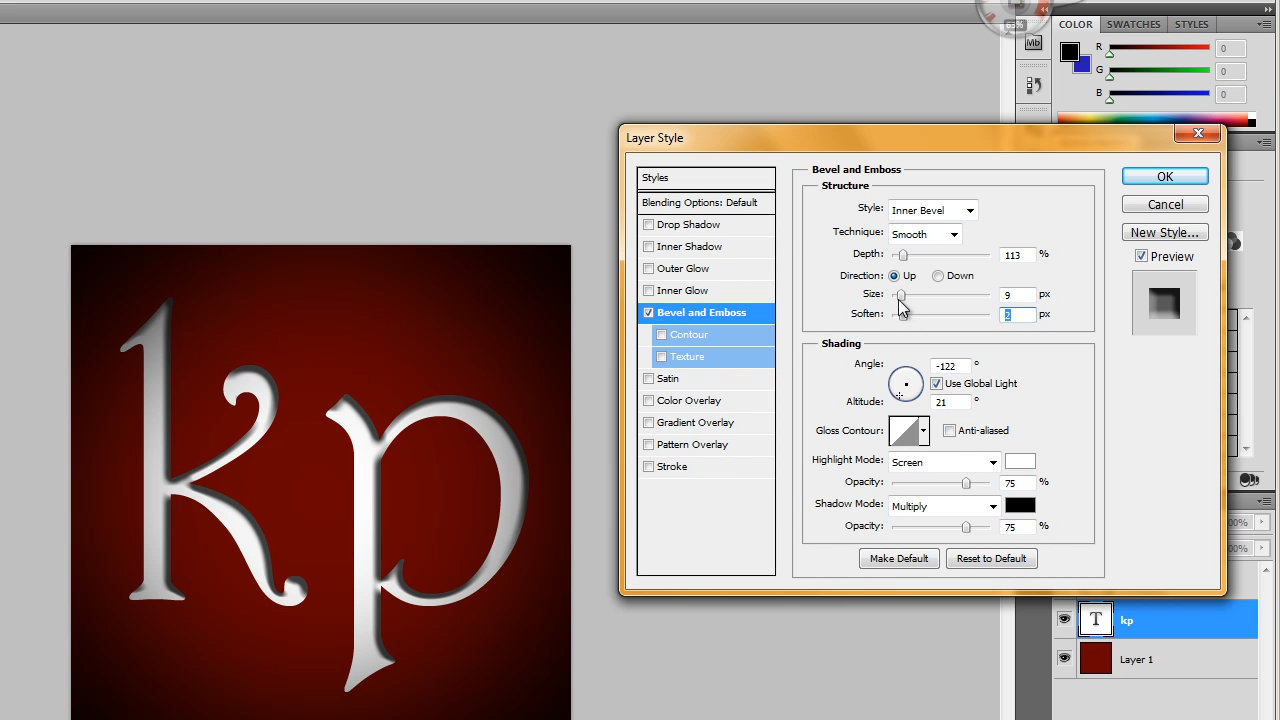 65%
Mb
COLOR SWATCHES STYLES
R 0
G 0
B 0
Layer Style
Styles
Blending Options: Default
Drop Shadow
Inner Shadow
Outer Glow
Inner Glow
Bevel and Emboss
Contour
Texture
Satin
Color Overlay
Gradient Overlay
Pattern Overlay
Stroke
Bevel and Emboss
Structure
Style: Inner Bevel
Technique: Smooth
Depth: 113 %
Direction: Up Down
Size: 9 px
Soften: 2 px
Shading
Angle: -122 °
Use Global Light
Altitude: 21 °
Gloss Contour: Anti-aliased
Highlight Mode: Screen
Opacity: 75 %
Shadow Mode: Multiply
Opacity: 75 %
Make Default Reset to Default
OK
Cancel
New Style...
Preview
kp
T kp
Layer 1